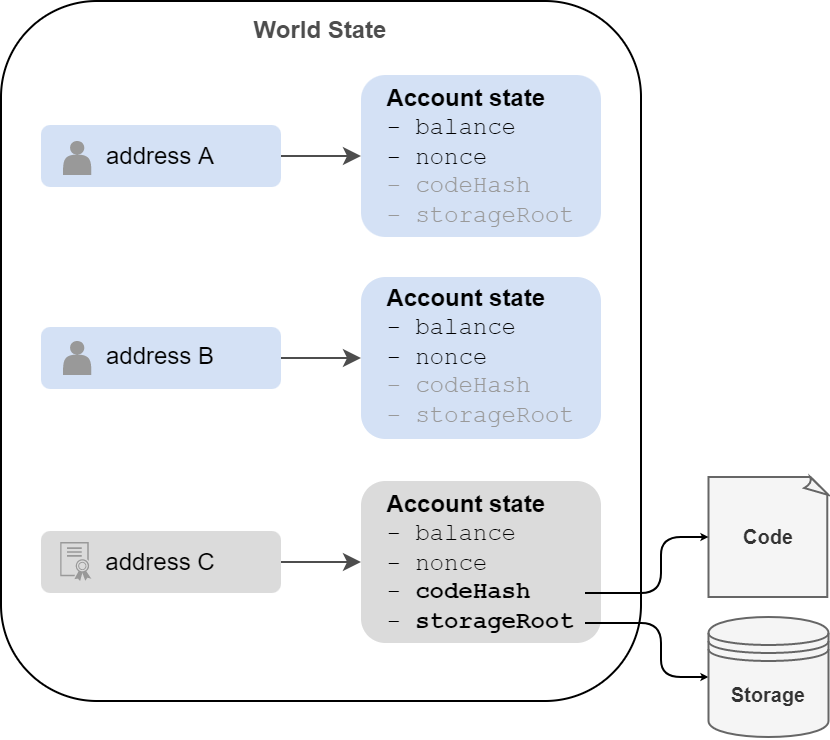 World State
address A
Account state
- balance
- nonce
- codeHash
- storageRoot
address B
Account state
- balance
- nonce
- codeHash
- storageRoot
address C
Account state
- balance
- nonce
- codeHash
- storageRoot
Code
Storage